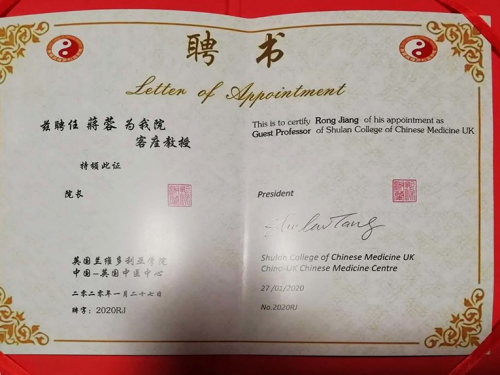 聘 书
Letter of Appointment
兹聘任 蒋蓉 为我院
客座教授
持领此证
院长
英国兰维多利亚学院
中国-英国中医中心
二零二零年一月二十七日
聘字：2020RJ
This is to certify Rong Jiang of his appointment as
Guest Professor of Shulan College of Chinese Medicine UK
President
Shulan Tang
Shulan College of Chinese Medicine UK
Chino-UK Chinese Medicine Centre
27 /01/2020
No.2020RJ